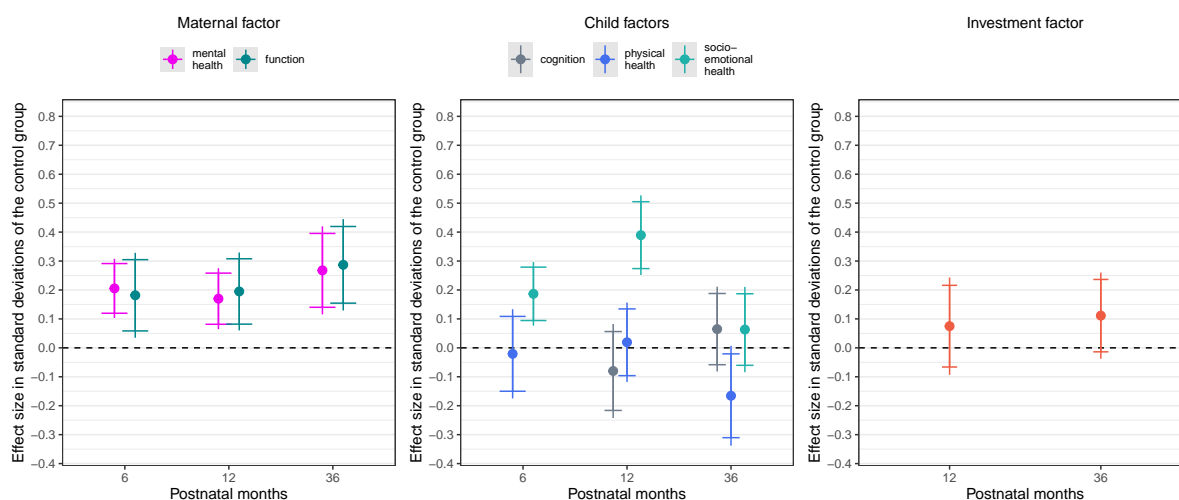 Maternal factor
mental
health
function
Effect size in standard deviations of the control group
0.8
0.7
0.6
0.5
0.4
0.3
0.2
0.1
0.0
−0.1
−0.2
−0.3
−0.4
6
12
36
Postnatal months
Child factors
cognition
physical
health
socio−
emotional
health
Effect size in standard deviations of the control group
0.8
0.7
0.6
0.5
0.4
0.3
0.2
0.1
0.0
−0.1
−0.2
−0.3
−0.4
6
12
36
Postnatal months
Investment factor
Effect size in standard deviations of the control group
0.8
0.7
0.6
0.5
0.4
0.3
0.2
0.1
0.0
−0.1
−0.2
−0.3
−0.4
12
36
Postnatal months